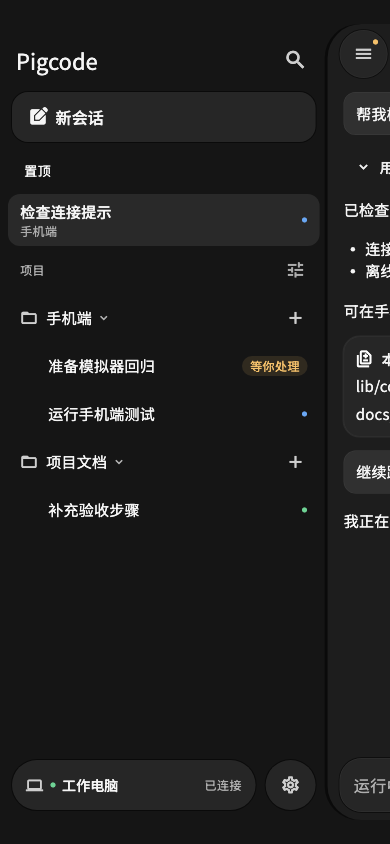 Pigcode
新会话
置顶
检查连接提示
手机端
项目
手机端
准备模拟器回归
等你处理
运行手机端测试
项目文档
补充验收步骤
工作电脑
已连接
帮我
已检查
连接
离线
可在手
lib/c
docs
继续
我正在
运行